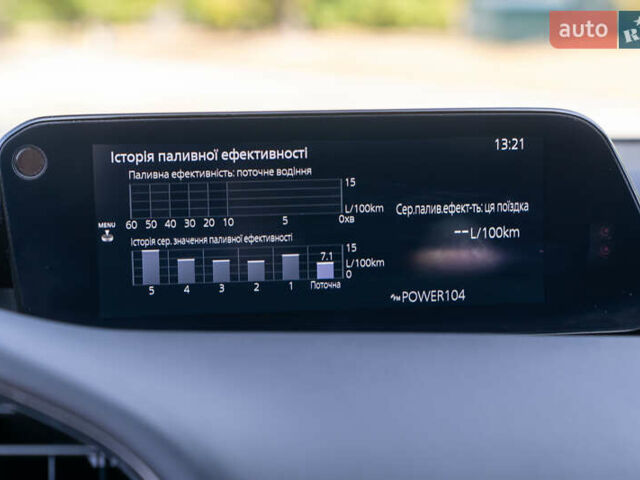 auto
R
13:21
Історія паливної ефективності
Паливна ефективність: поточне водіння
15
L/100km
60 50 40 30 20 10 5 0хв
Сер.палив.ефект-ть: ця поїздка
--L/100km
MENU
Історія сер. значення паливної ефективності
15
7.1
L/100km
0
5 4 3 2 1 Поточна
POWER104